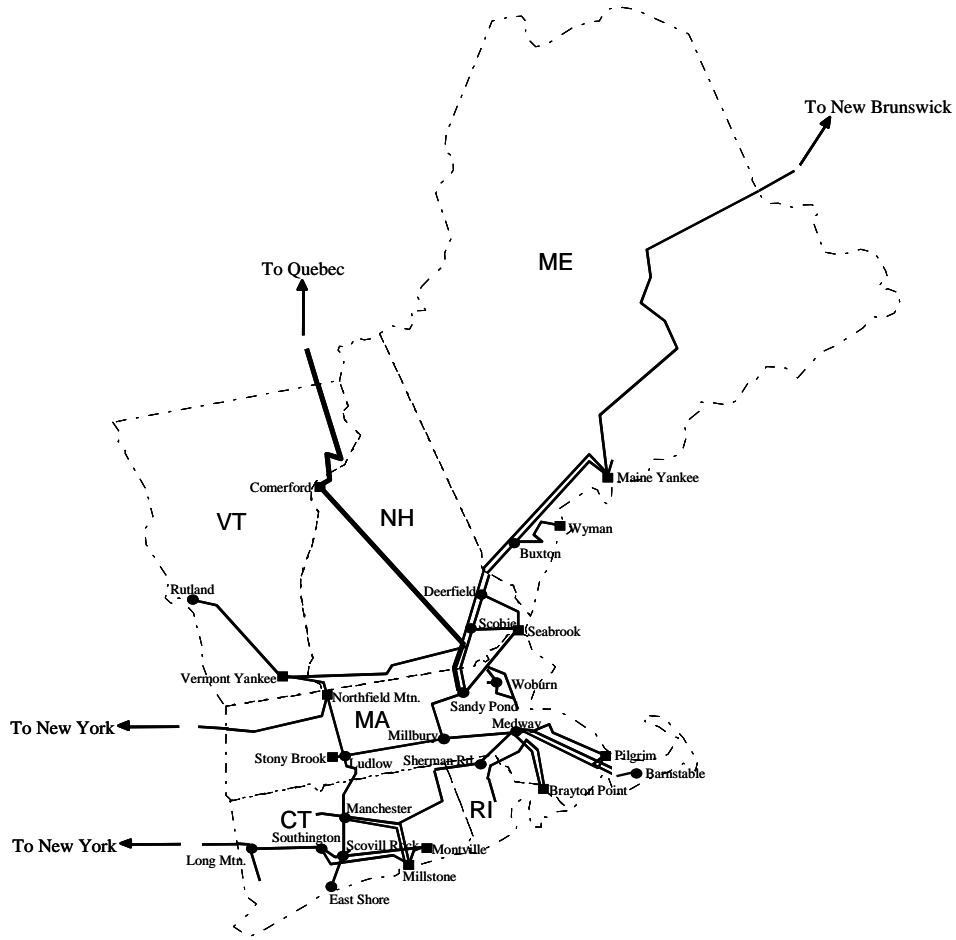 To New Brunswick
ME
To Quebec
Maine Yankee
Comerford
NH
VT
Wyman
Buxton
Rutland
Deerfield
Scobie
Seabrook
Vermont Yankee
Woburn
Northfield Mtn.
Sandy Pond
MA
To New York
Medway
Millbury
Stony Brook
Ludlow
Sherman Rd.
Pilgrim
Barnstable
Brayton Point
Manchester
RI
CT
Southington
Scovill Rock
To New York
Montville
Long Mtn.
Millstone
East Shore